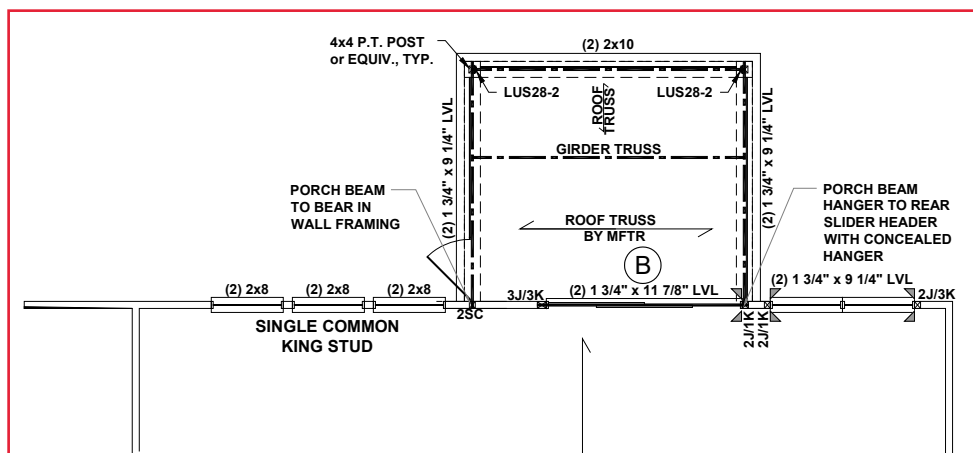 (2) 2x10
4x4 P.T. POST
or EQUIV., TYP.
LUS28-2
LUS28-2
ROOF
TRUSS
(2) 1 3/4" x 9 1/4" LVL
(2) 1 3/4" x 9 1/4" LVL
GIRDER TRUSS
PORCH BEAM
TO BEAR IN
WALL FRAMING
ROOF TRUSS
BY MFTR
PORCH BEAM
HANGER TO REAR
SLIDER HEADER
WITH CONCEALED
HANGER
B
(2) 2x8
(2) 2x8
(2) 2x8
2SC
3J/3K
(2) 1 3/4" x 11 7/8" LVL
(2) 1 3/4" x 9 1/4" LVL
2J/3K
2J/1K
2J/1K
SINGLE COMMON
KING STUD